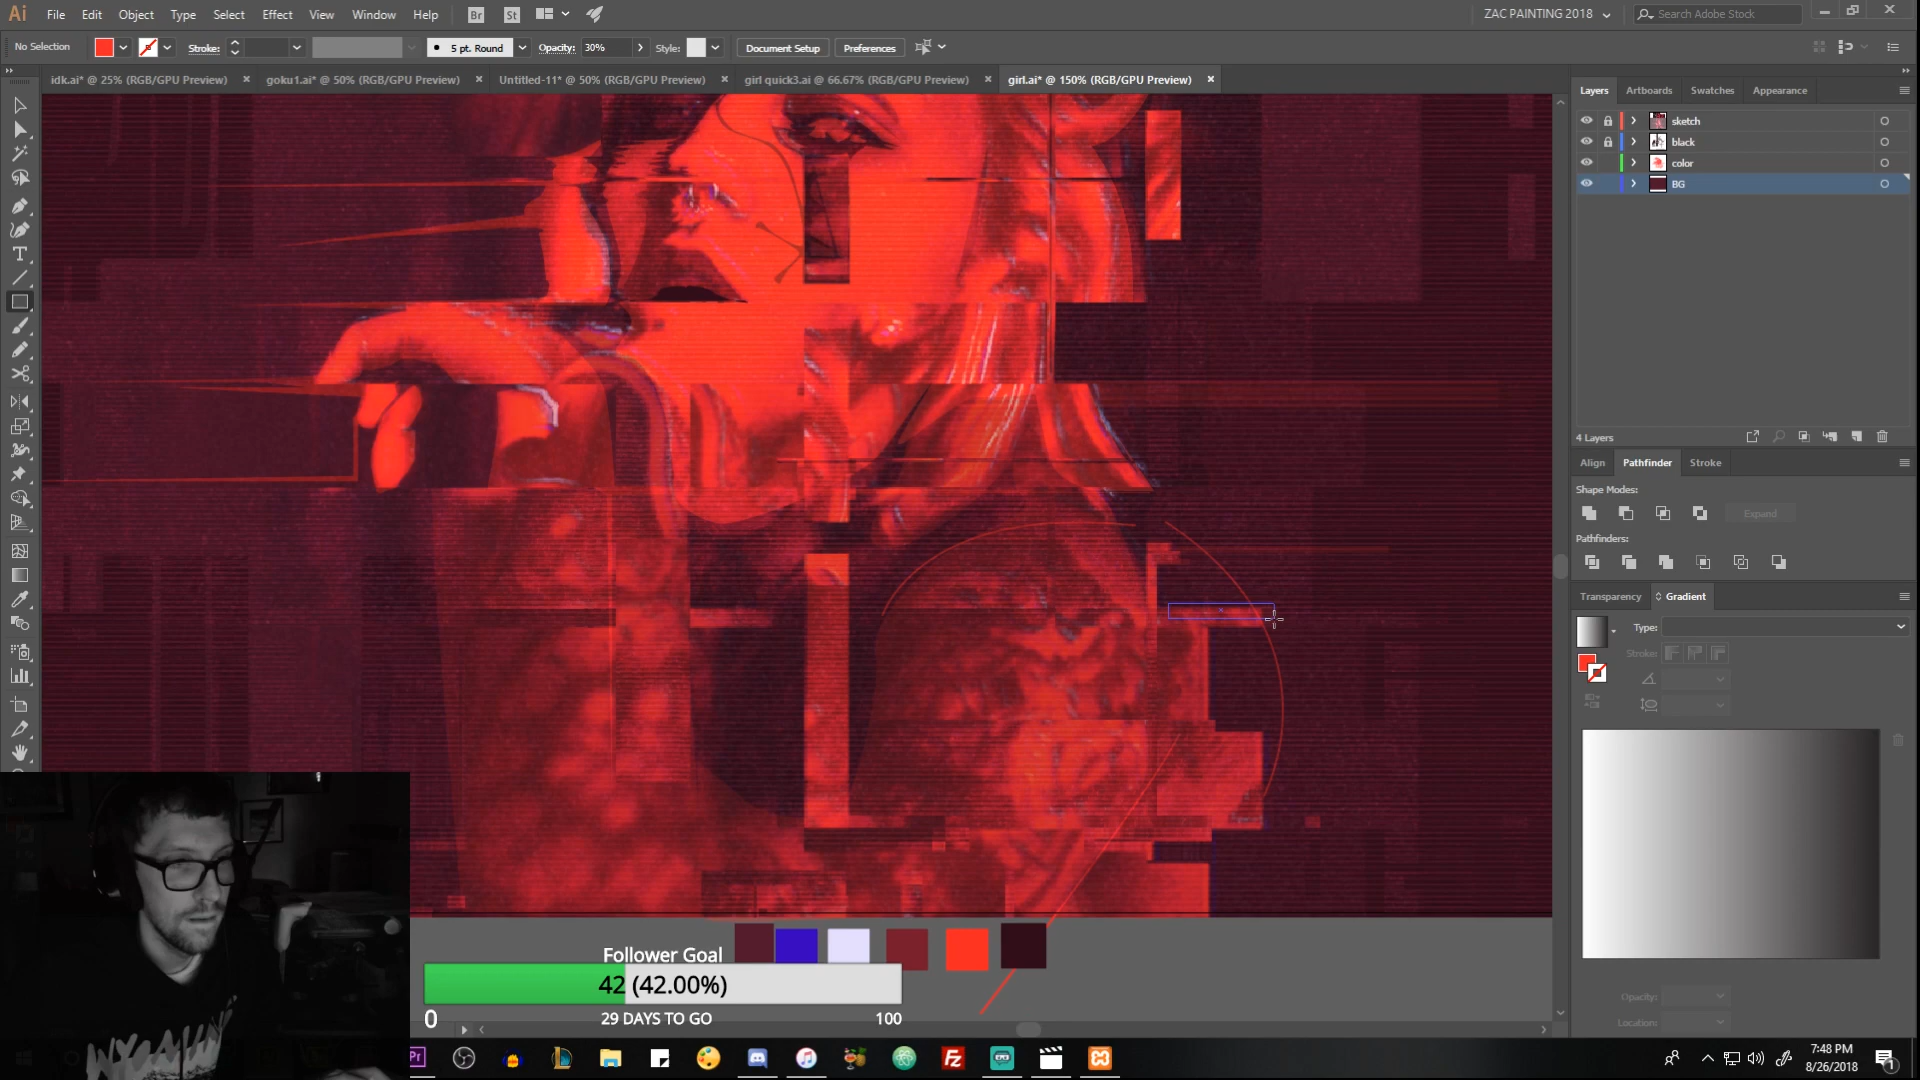 Ai File Edit Object Type Select Effect View Window Help Br St ZAC PAINTING 2018 Search Adobe Stock
No Selection Stroke: 5 pt. Round Opacity: 30% Style: Document Setup Preferences
idk.ai* @ 25% (RGB/GPU Preview) goku1.ai* @ 50% (RGB/GPU Preview) Untitled-11* @ 50% (RGB/GPU Preview) girl quick3.ai @ 66.67% (RGB/GPU Preview) girl.ai* @ 150% (RGB/GPU Preview)
Layers Artboards Swatches Appearance
sketch
black
color
BG
4 Layers
Align Pathfinder Stroke
Shape Modes:
Expand
Pathfinders:
Transparency Gradient
Type:
Stroke:
Opacity:
Location:
Follower Goal
42 (42.00%)
0 29 DAYS TO GO 100
Pr Fz
7:48 PM
8/26/2018
1